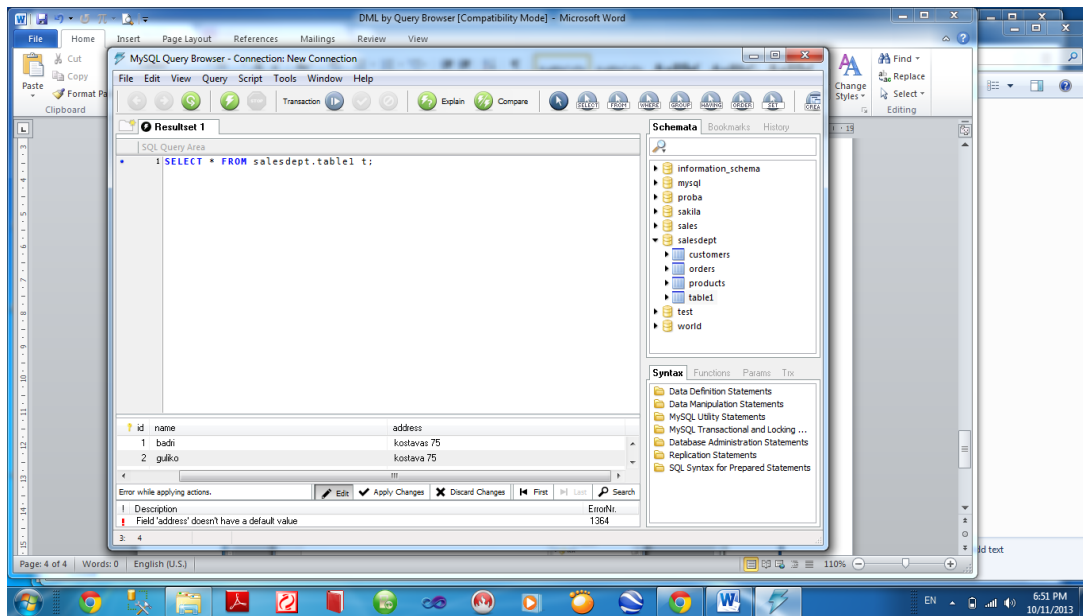 DML by Query Browser [Compatibility Mode] - Microsoft Word
File Home Insert Page Layout References Mailings Review View
Cut
Copy
Format Pa
Paste
Clipboard
Change
Styles
Find
Replace
Select
Editing
MySQL Query Browser - Connection: New Connection
File Edit View Query Script Tools Window Help
Transaction Explain Compare SELECT FROM WHERE GROUP HAVING ORDER SET CREA
Resultset 1
SQL Query Area
1 SELECT * FROM salesdept.table1 t;
Schemata Bookmarks History
information_schema
mysql
proba
sakila
sales
salesdept
customers
orders
products
table1
test
world
Syntax Functions Params Trx
Data Definition Statements
Data Manipulation Statements
MySQL Utility Statements
MySQL Transactional and Locking ...
Database Administration Statements
Replication Statements
SQL Syntax for Prepared Statements
id name address
1 badri kostavas 75
2 guliko kostava 75
Error while applying actions. Edit Apply Changes Discard Changes First Last Search
! Description ErrorNr.
Field 'address' doesn't have a default value 1364
3: 4
Page: 4 of 4 Words: 0 English (U.S.) 110%
dd text
EN 6:51 PM
10/11/2013